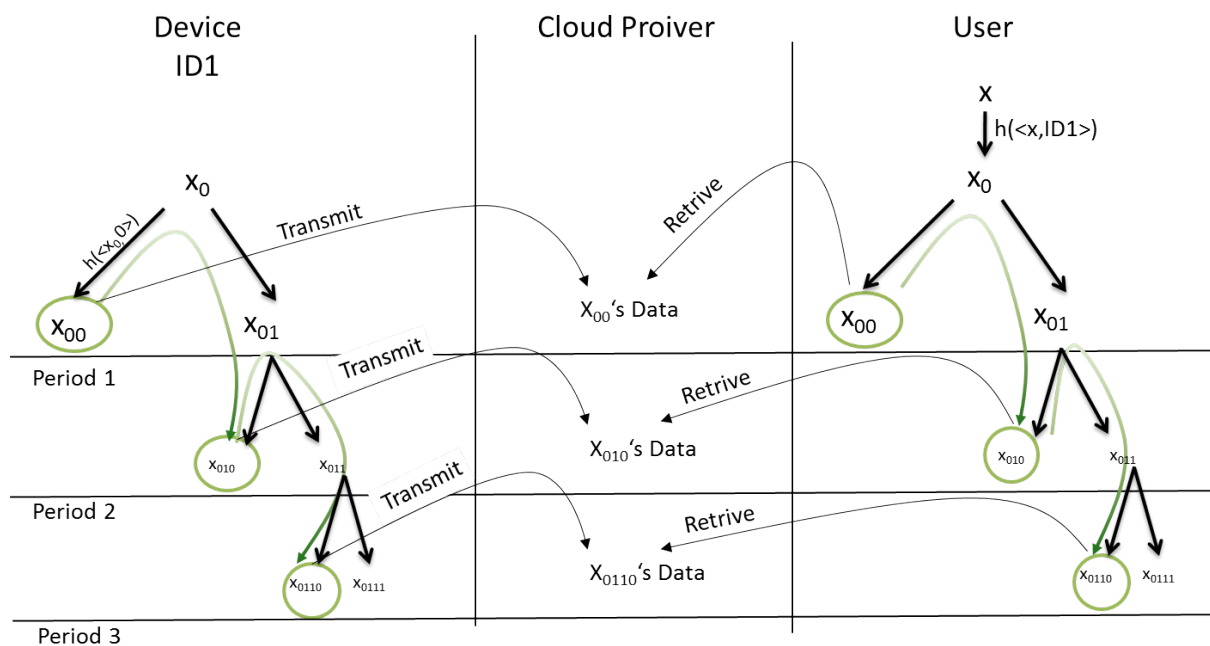 Device
ID1
Cloud Proiver
User
x
h(<x,ID1>)
x₀
x₀
h(<x₀,0>)
Transmit
Retrive
x₀₀
x₀₁
X₀₀‘s Data
x₀₀
x₀₁
Period 1
Transmit
Retrive
x₀₁₀
x₀₁₁
X₀₁₀‘s Data
x₀₁₀
x₀₁₁
Period 2
Transmit
Retrive
x₀₁₁₀
x₀₁₁₁
X₀₁₁₀‘s Data
x₀₁₁₀
x₀₁₁₁
Period 3